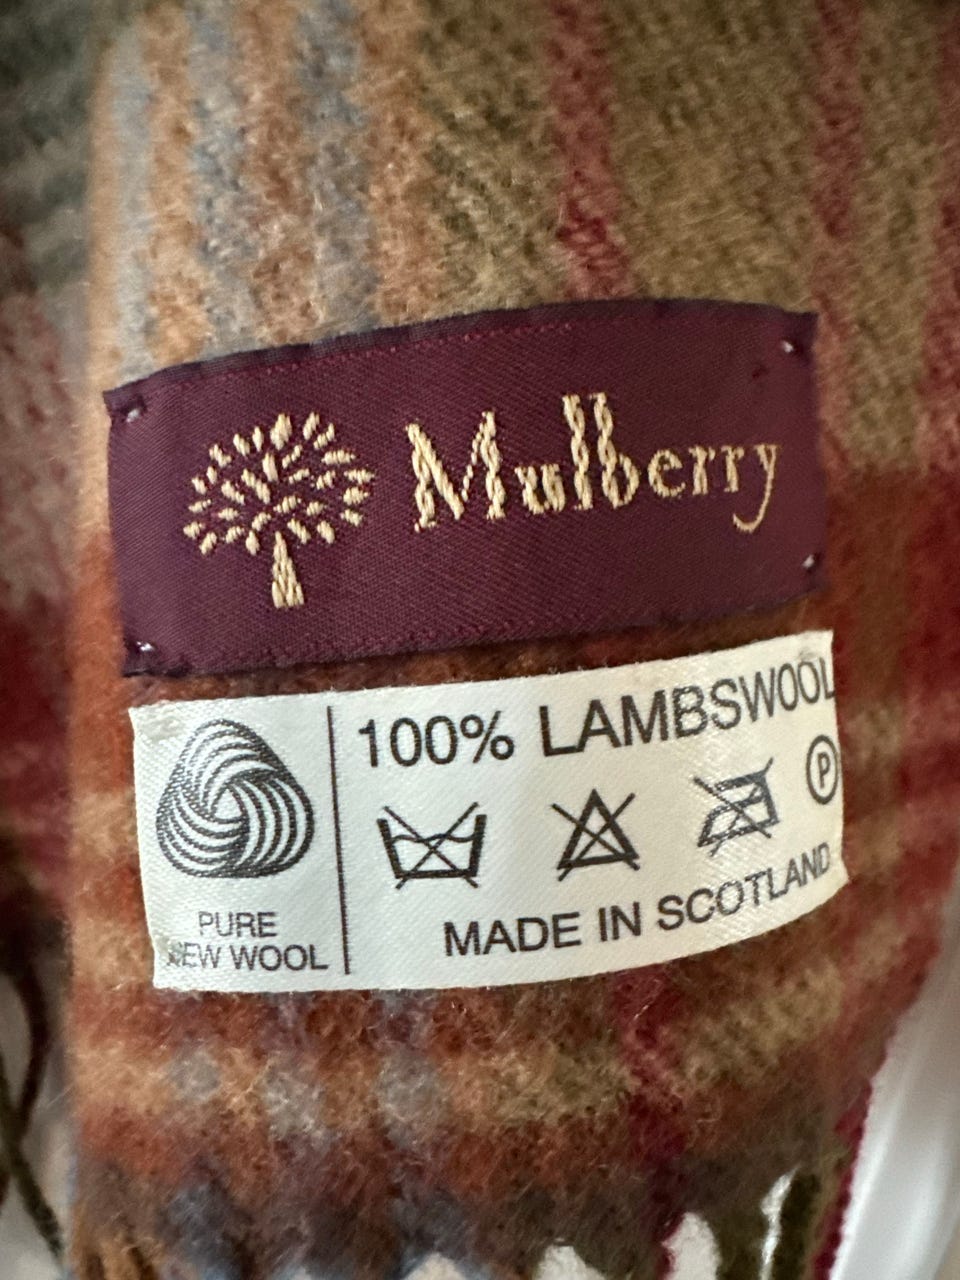 Mulberry
100% LAMBSWOOL
P
MADE IN SCOTLAND
PURE
NEW WOOL